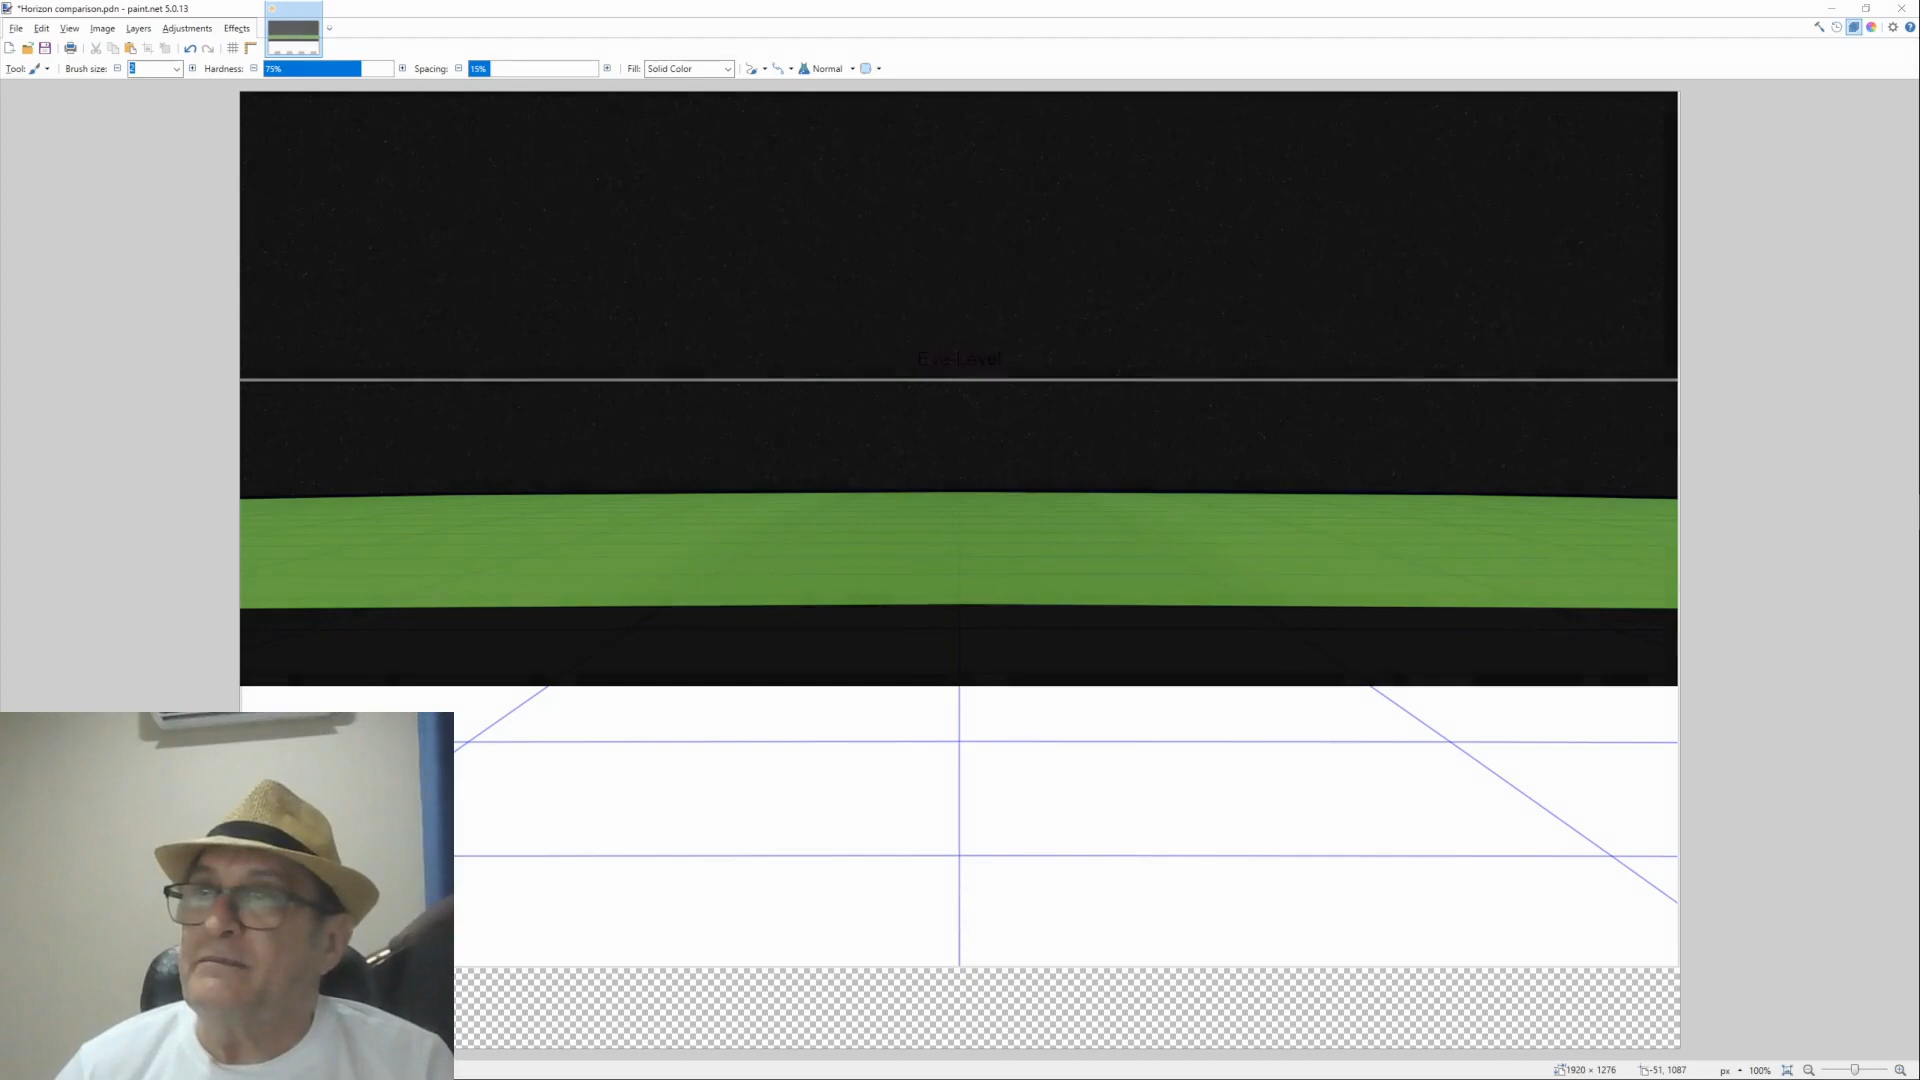 *Horizon comparison.pdn - paint.net 5.0.13
File Edit View Image Layers Adjustments Effects
Tool: Brush size: 2 Hardness: 75% Spacing: 15% Fill: Solid Color Normal
Eye-Level
1920 × 1276 -51, 1087 px 100%